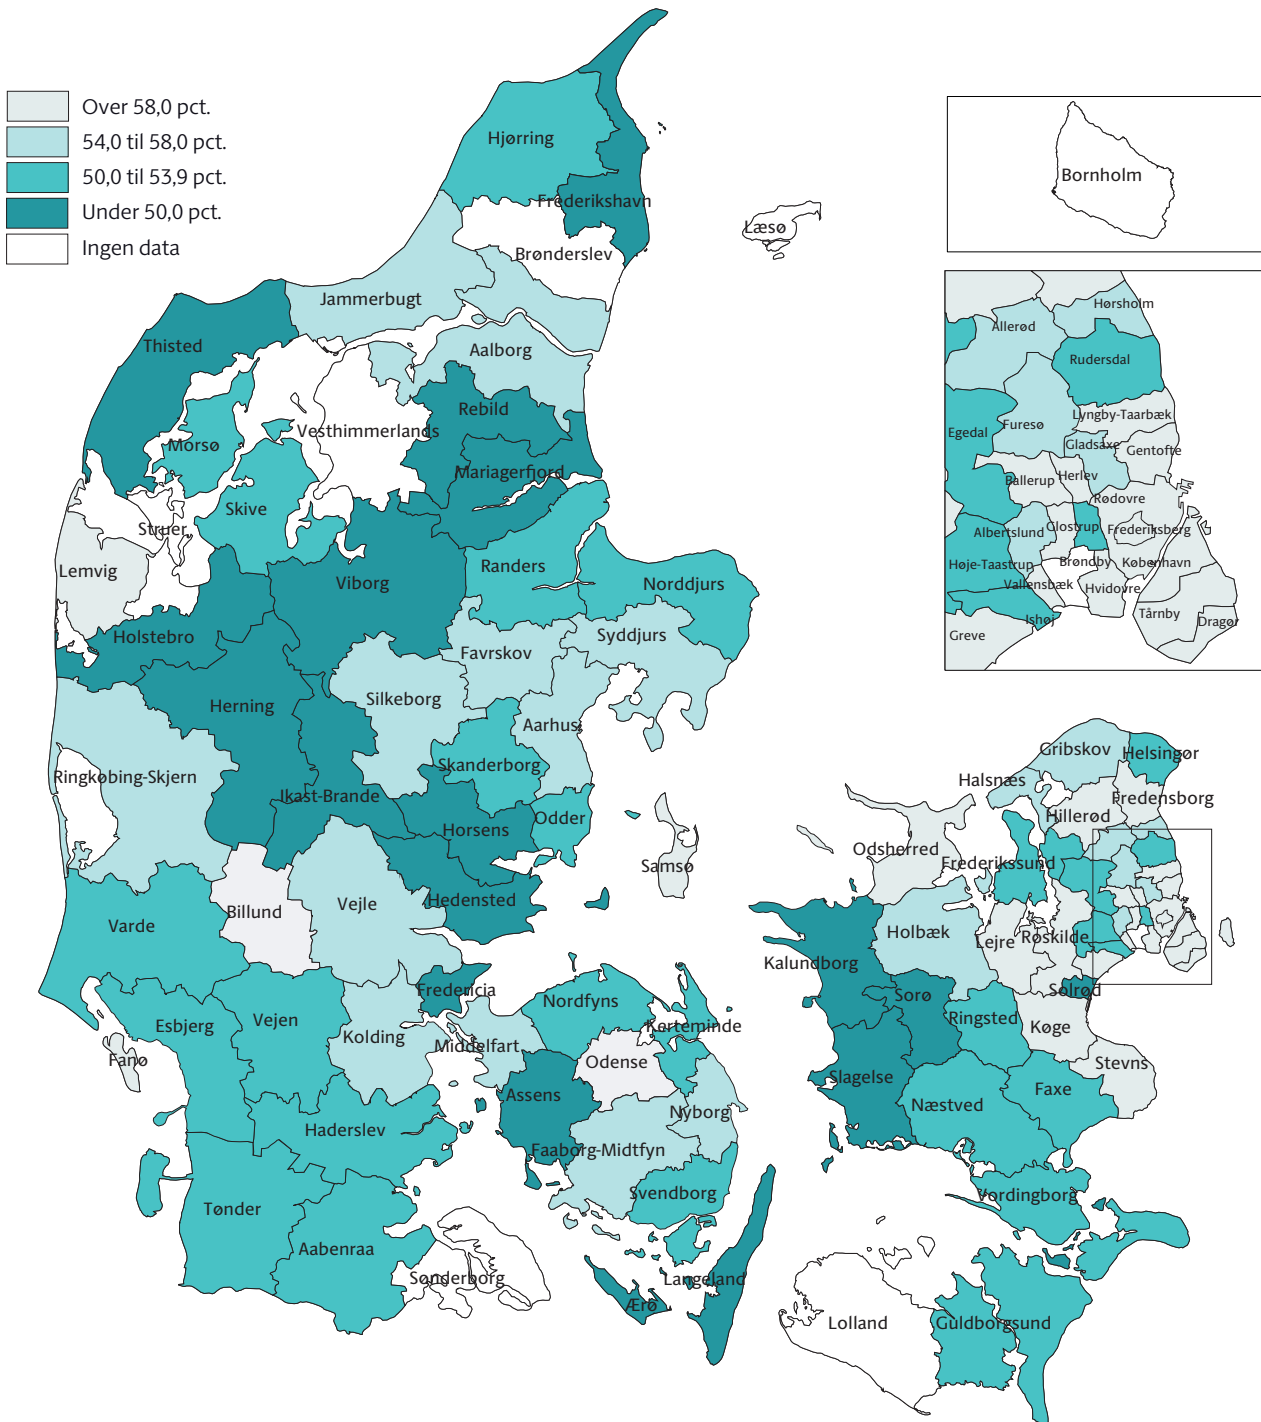 Over 58,0 pct.
54,0 til 58,0 pct.
50,0 til 53,9 pct.
Under 50,0 pct.
Ingen data
Hjørring
Frederikshavn
Læsø
Brønderslev
Jammerbugt
Thisted
Aalborg
Rebild
Vesthimmerlands
Morsø
Mariagerfjord
Skive
Struer
Lemvig
Viborg
Randers
Norddjurs
Holstebro
Syddjurs
Favrskov
Silkeborg
Herning
Aarhus
Skanderborg
Ringkøbing-Skjern
Ikast-Brande
Horsens
Odder
Samsø
Hedensted
Vejle
Billund
Varde
Fredericia
Nordfyns
Kerteminde
Esbjerg
Vejen
Kolding
Middelfart
Fanø
Odense
Assens
Nyborg
Haderslev
Faaborg-Midtfyn
Svendborg
Tønder
Aabenraa
Sønderborg
Langeland
Ærø
Bornholm
Hørsholm
Allerød
Rudersdal
Lyngby-Taarbæk
Furesø
Egedal
Gladsaxe
Gentofte
Ballerup
Herlev
Rødovre
Albertslund
Glostrup
Frederiksberg
Høje-Taastrup
Brøndby
København
Vallensbæk
Hvidovre
Ishøj
Tårnby
Dragør
Greve
Gribskov
Helsingør
Halsnæs
Fredensborg
Hillerød
Odsherred
Frederikssund
Holbæk
Lejre
Roskilde
Kalundborg
Solrød
Sorø
Ringsted
Køge
Stevns
Slagelse
Næstved
Faxe
Vordingborg
Lolland
Guldborgsund